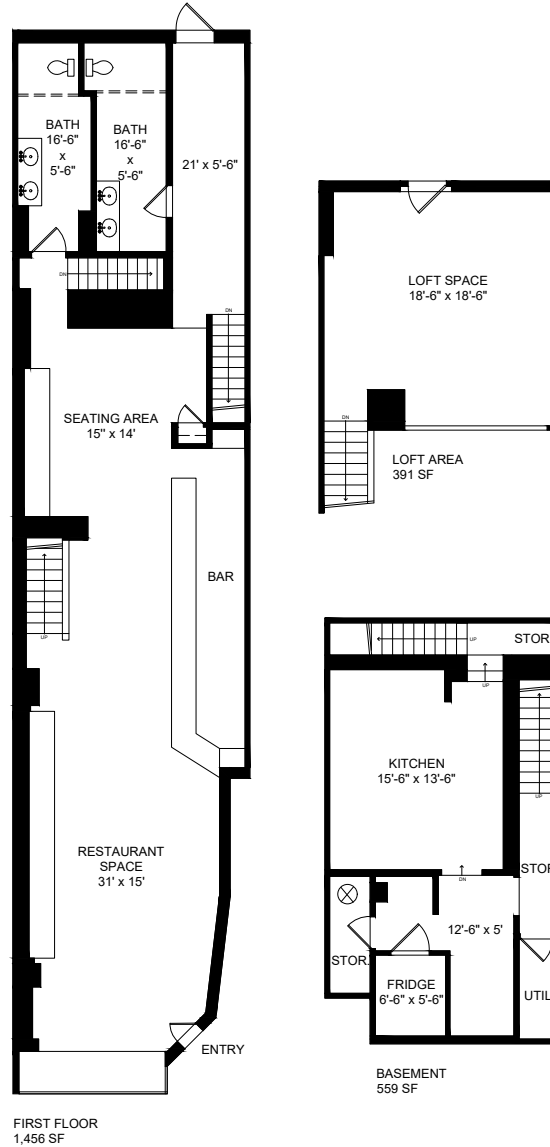 BATH
16'-6"
x
5'-6"
BATH
16'-6"
x
5'-6"
21' x 5'-6"
DN
DN
SEATING AREA
15" x 14'
BAR
UP
RESTAURANT
SPACE
31' x 15'
ENTRY
FIRST FLOOR
1,456 SF
LOFT SPACE
18'-6" x 18'-6"
DN
LOFT AREA
391 SF
UP
STOR
UP
KITCHEN
15'-6" x 13'-6"
UP
DN
STOR
12'-6" x 5'
STOR.
FRIDGE
6'-6" x 5'-6"
UTIL
BASEMENT
559 SF